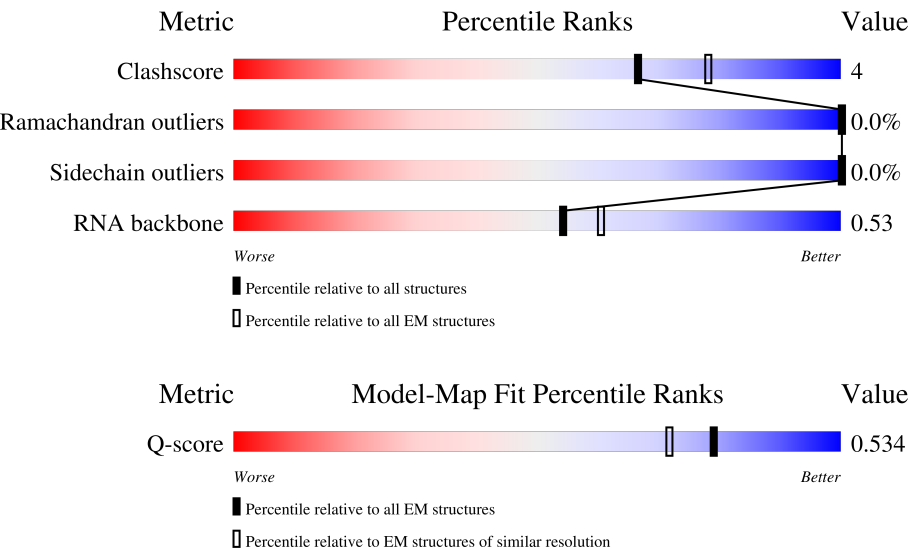 Metric Percentile Ranks Value
Clashscore 4
Ramachandran outliers 0.0%
Sidechain outliers 0.0%
RNA backbone 0.53
Worse Better
Percentile relative to all structures
Percentile relative to all EM structures
Metric Model-Map Fit Percentile Ranks Value
Q-score 0.534
Worse Better
Percentile relative to all EM structures
Percentile relative to EM structures of similar resolution